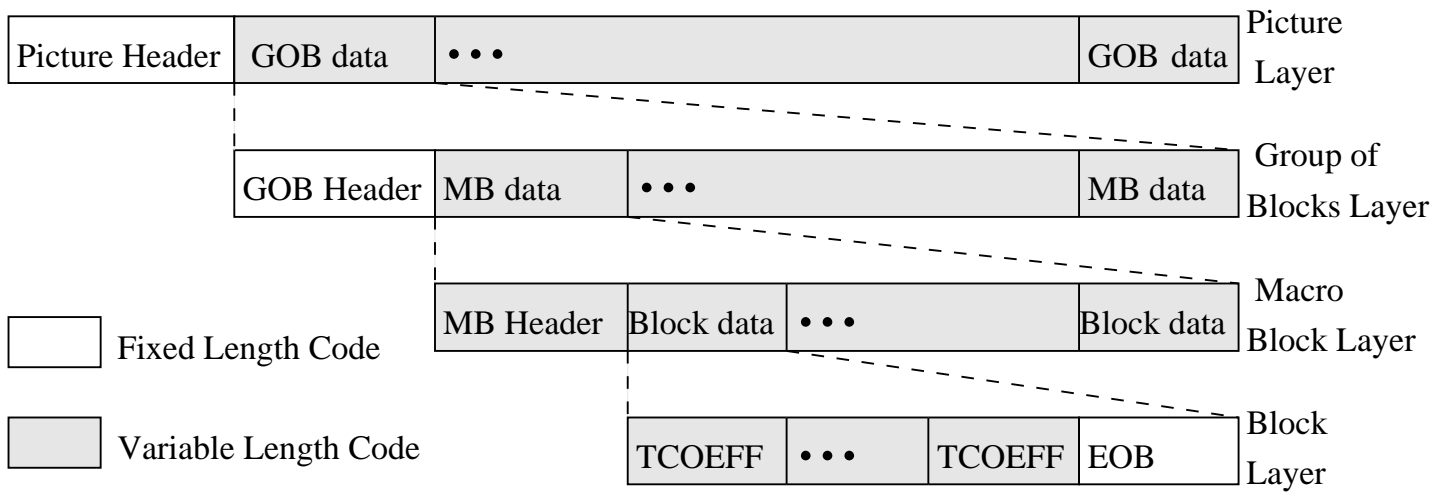 Picture Header GOB data • • • GOB data Picture Layer
GOB Header MB data • • • MB data Group of Blocks Layer
MB Header Block data • • • Block data Macro Block Layer
Fixed Length Code
TCOEFF • • • TCOEFF EOB Block Layer
Variable Length Code